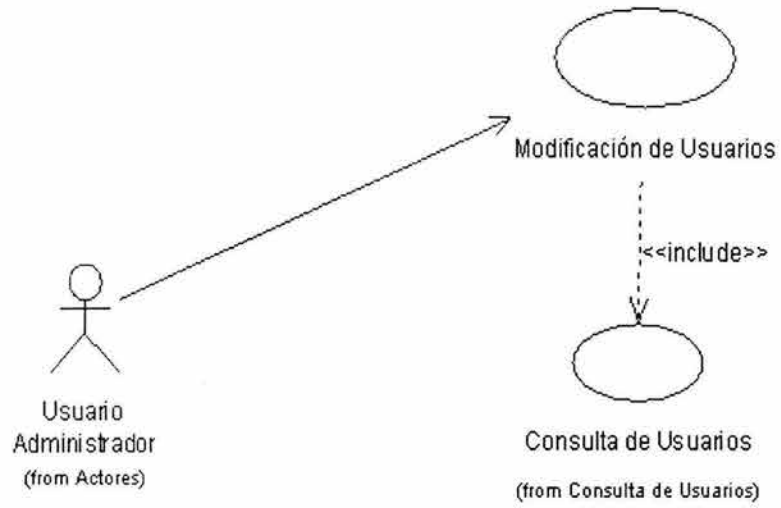 Modificación de Usuarios
<<include>>
Usuario
Administrador
(from Actores)
Consulta de Usuarios
(from Consulta de Usuarios)